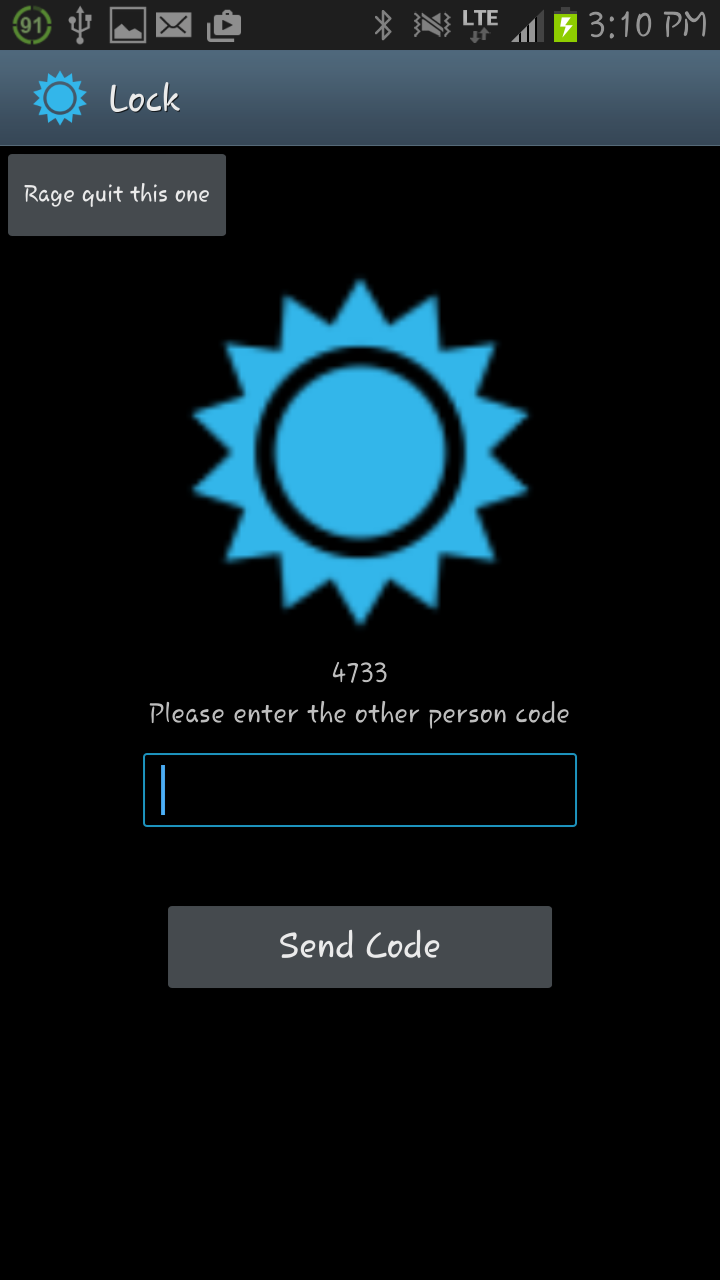 91 LTE 3:10 PM
Lock
Rage quit this one
4733
Please enter the other person code
Send Code